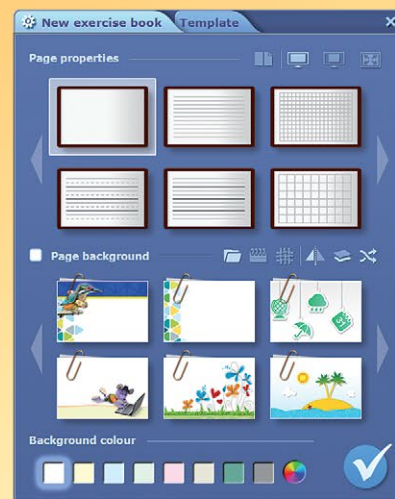 New exercise book Template
Page properties
Page background
Background colour